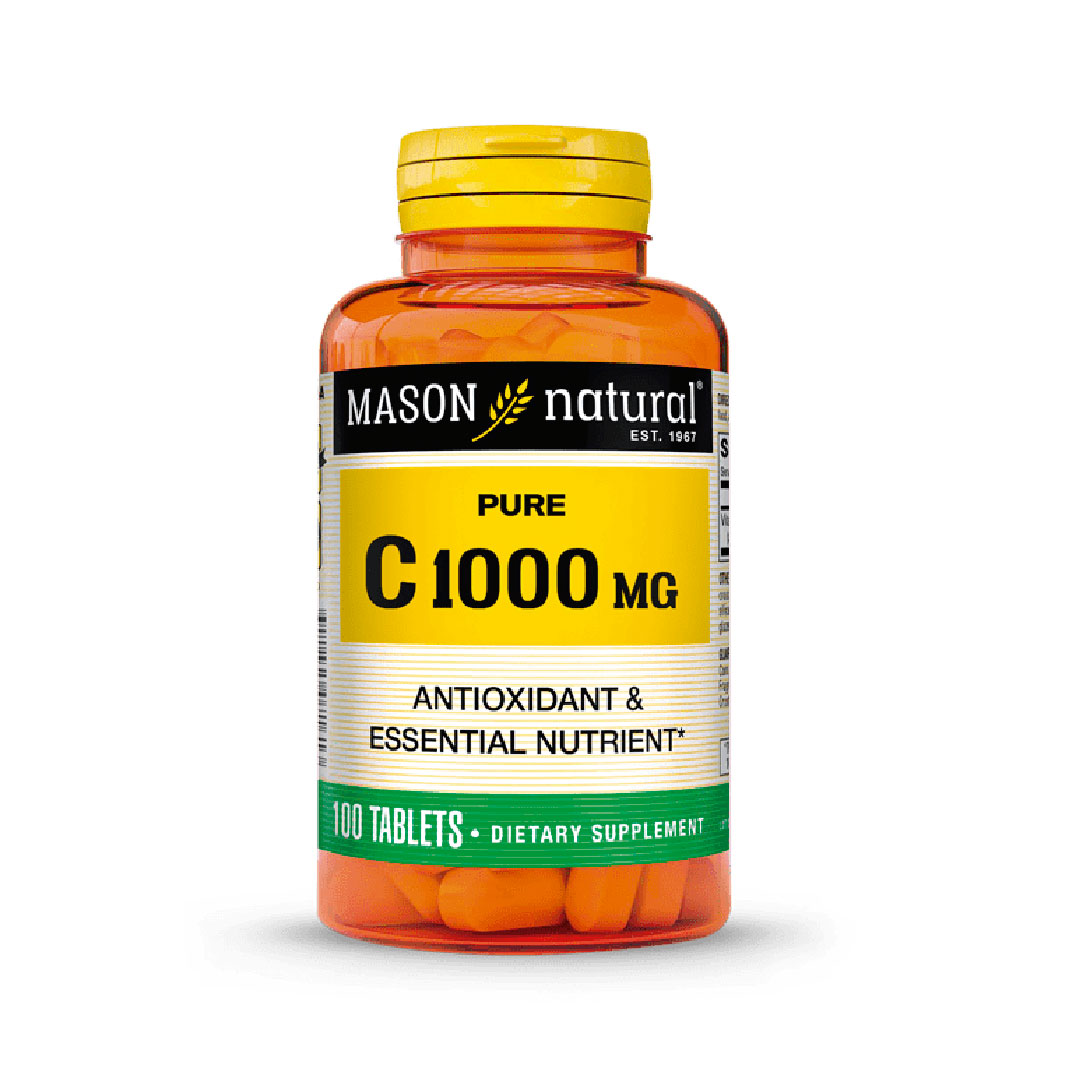 MASON natural®
EST. 1967
PURE
C 1000 MG
ANTIOXIDANT &
ESSENTIAL NUTRIENT*
100 TABLETS • DIETARY SUPPLEMENT